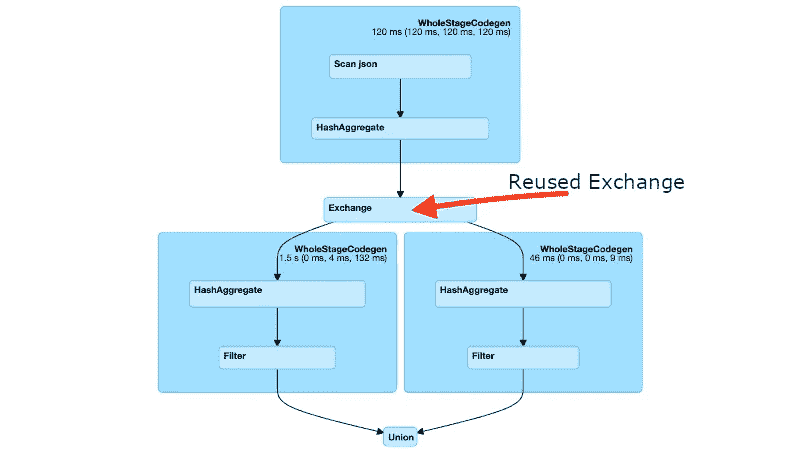 WholeStageCodegen
120 ms (120 ms, 120 ms, 120 ms)
Scan json
HashAggregate
Reused Exchange
Exchange
WholeStageCodegen
1.5 s (0 ms, 4 ms, 132 ms)
HashAggregate
Filter
WholeStageCodegen
46 ms (0 ms, 0 ms, 9 ms)
HashAggregate
Filter
Union